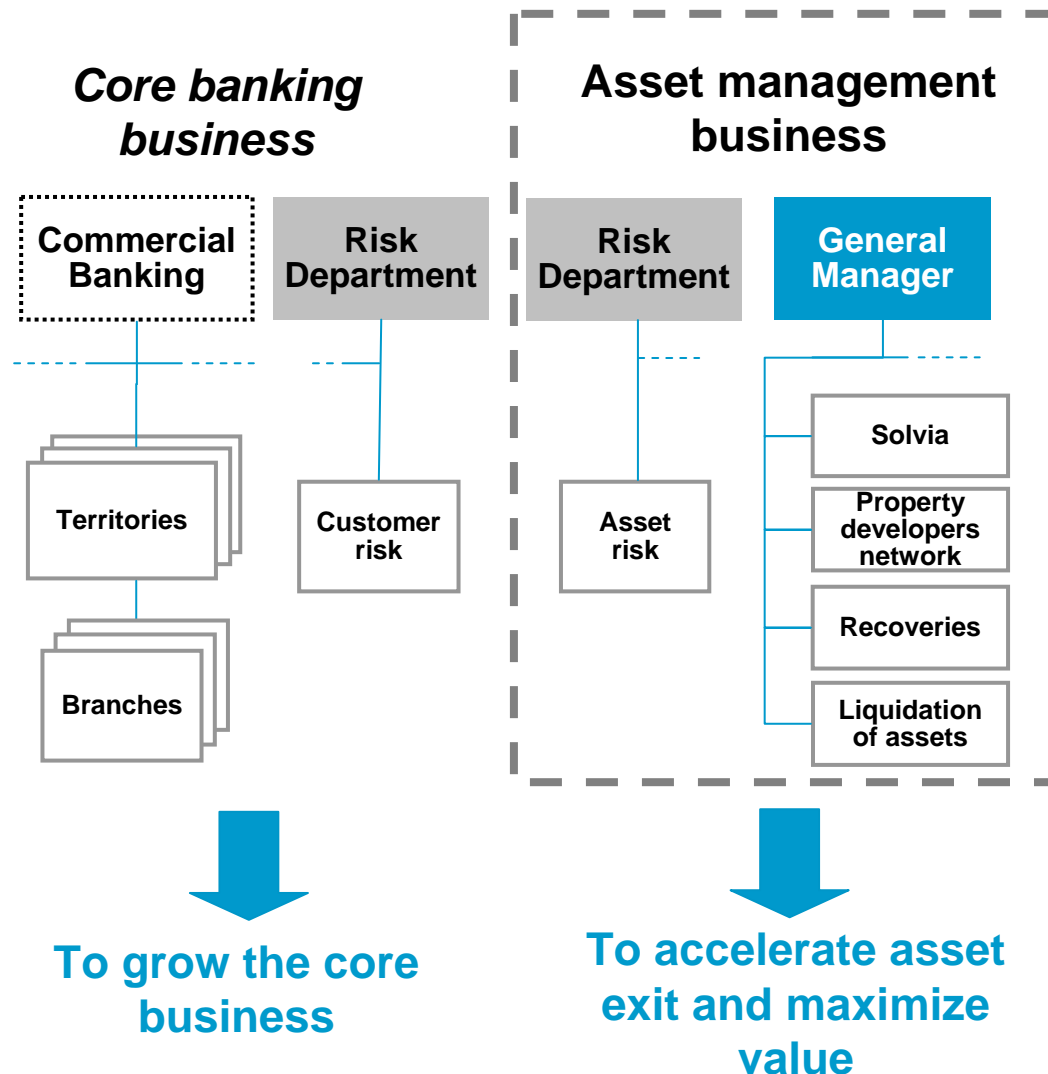 Core banking
business
Commercial
Banking
Risk
Department
Territories
Customer
risk
Branches
To grow the core
business
Asset management
business
Risk
Department
General
Manager
Asset
risk
Solvia
Property
developers
network
Recoveries
Liquidation
of assets
To accelerate asset
exit and maximize
value